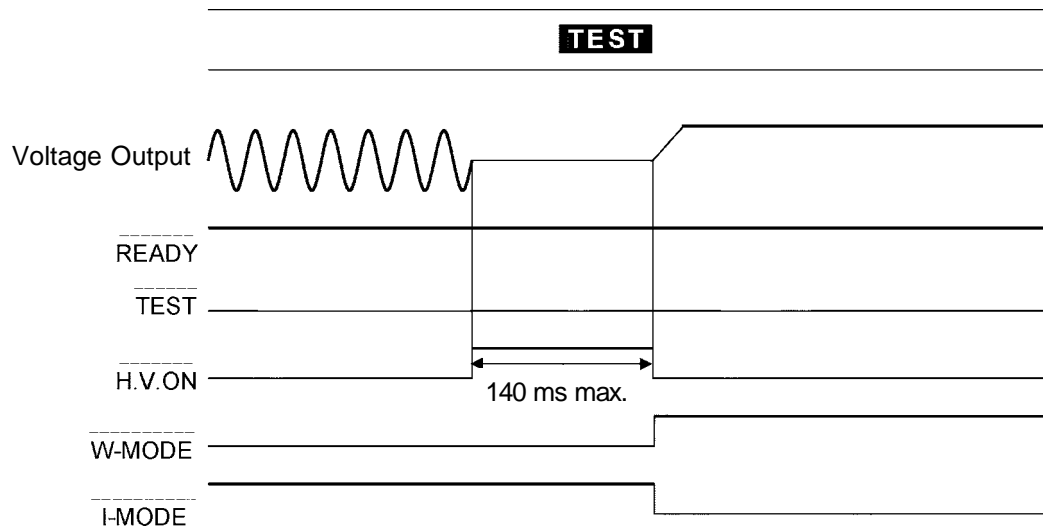 TEST
Voltage Output
READY
TEST
H.V.ON
140 ms max.
W-MODE
I-MODE